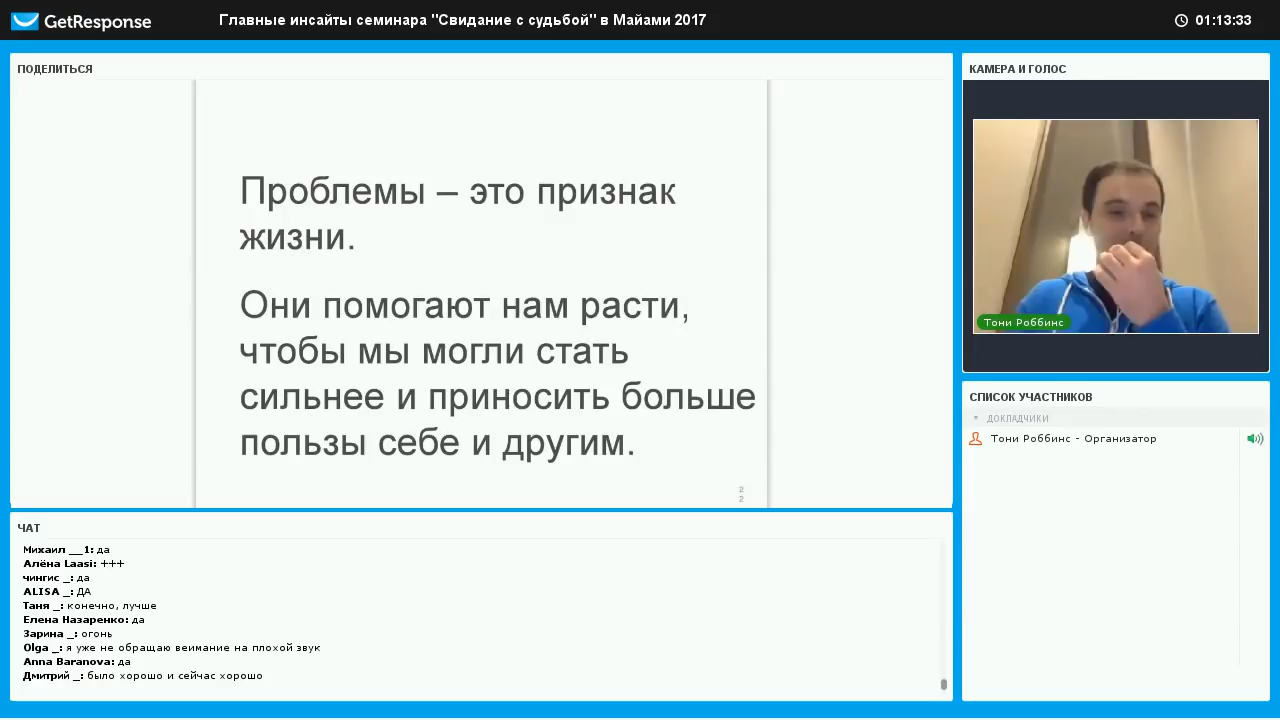 GetResponse
Главные инсайты семинара "Свидание с судьбой" в Майами 2017
01:13:33
ПОДЕЛИТЬСЯ
Проблемы – это признак
жизни.
Они помогают нам расти,
чтобы мы могли стать
сильнее и приносить больше
пользы себе и другим.
2
2
КАМЕРА И ГОЛОС
Тони Роббинс
СПИСОК УЧАСТНИКОВ
ДОКЛАДЧИКИ
Тони Роббинс - Организатор
ЧАТ
Михаил __1: да
Алёна Laasi: +++
чингис _: да
ALISA _: ДА
Таня _: конечно, лучше
Елена Назаренко: да
Зарина _: огонь
Olga _: я уже не обращаю веимание на плохой звук
Anna Baranova: да
Дмитрий _: было хорошо и сейчас хорошо